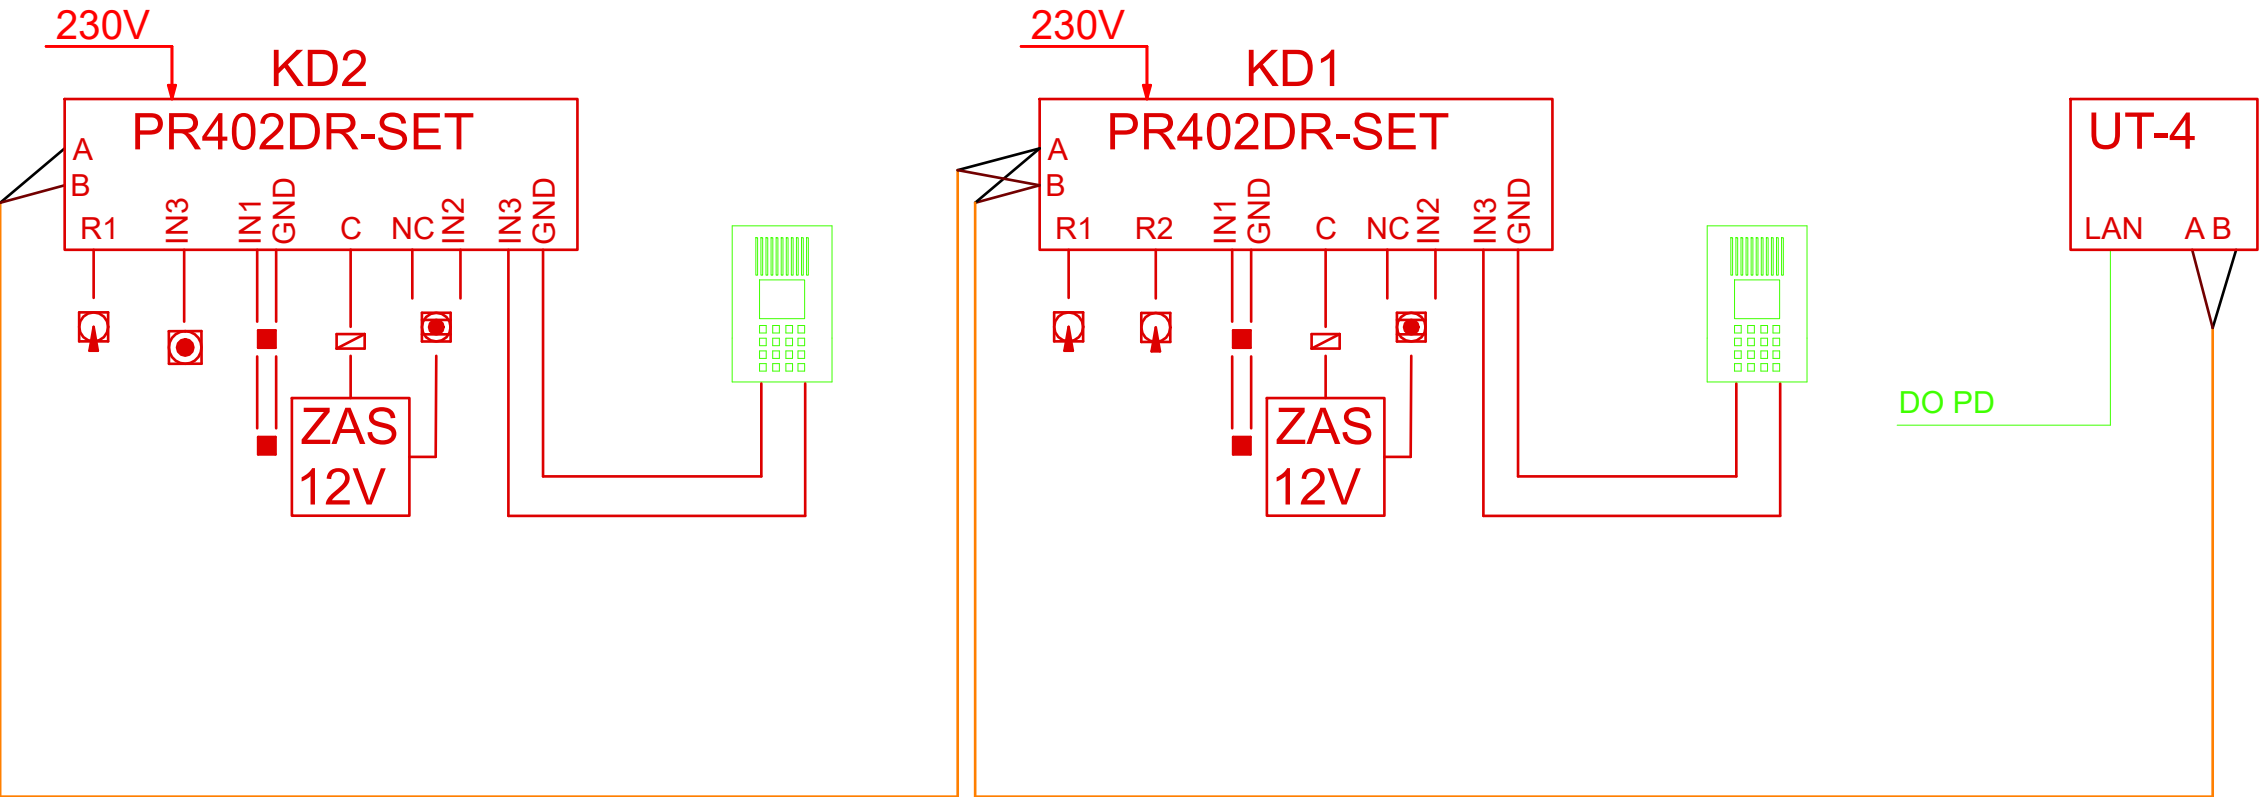 230V
KD2
PR402DR-SET
A
B
R1 IN3 IN1 GND C NC IN2 IN3 GND
ZAS
12V
230V
KD1
PR402DR-SET
A
B
R1 R2 IN1 GND C NC IN2 IN3 GND
ZAS
12V
UT-4
LAN A B
DO PD